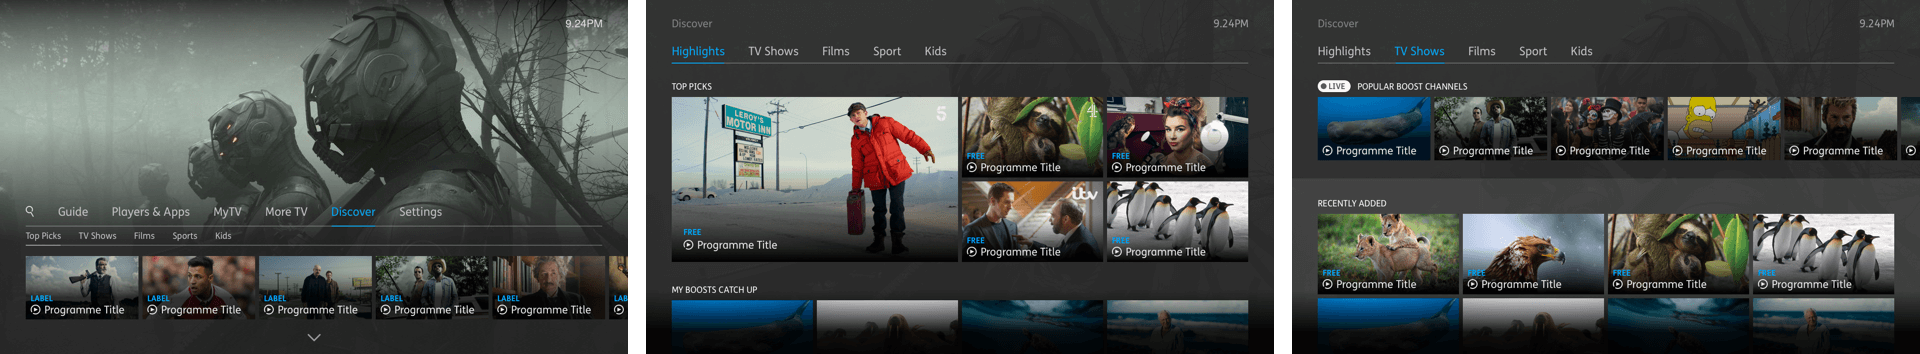 9.24PM
Guide Players & Apps MyTV More TV Discover Settings
Top Picks TV Shows Films Sports Kids
LABEL LABEL LABEL LABEL LABEL LAB
Programme Title Programme Title Programme Title Programme Title Programme Title
Discover 9.24PM
Highlights TV Shows Films Sport Kids
TOP PICKS
LEROY'S
MOTOR INN
5
4
FREE FREE
Programme Title Programme Title
itv
FREE
Programme Title
FREE FREE
Programme Title Programme Title
MY BOOSTS CATCH UP
Discover 9.24PM
Highlights TV Shows Films Sport Kids
LIVE POPULAR BOOST CHANNELS
Programme Title Programme Title Programme Title Programme Title Programme Title
RECENTLY ADDED
FREE FREE FREE FREE
Programme Title Programme Title Programme Title Programme Title